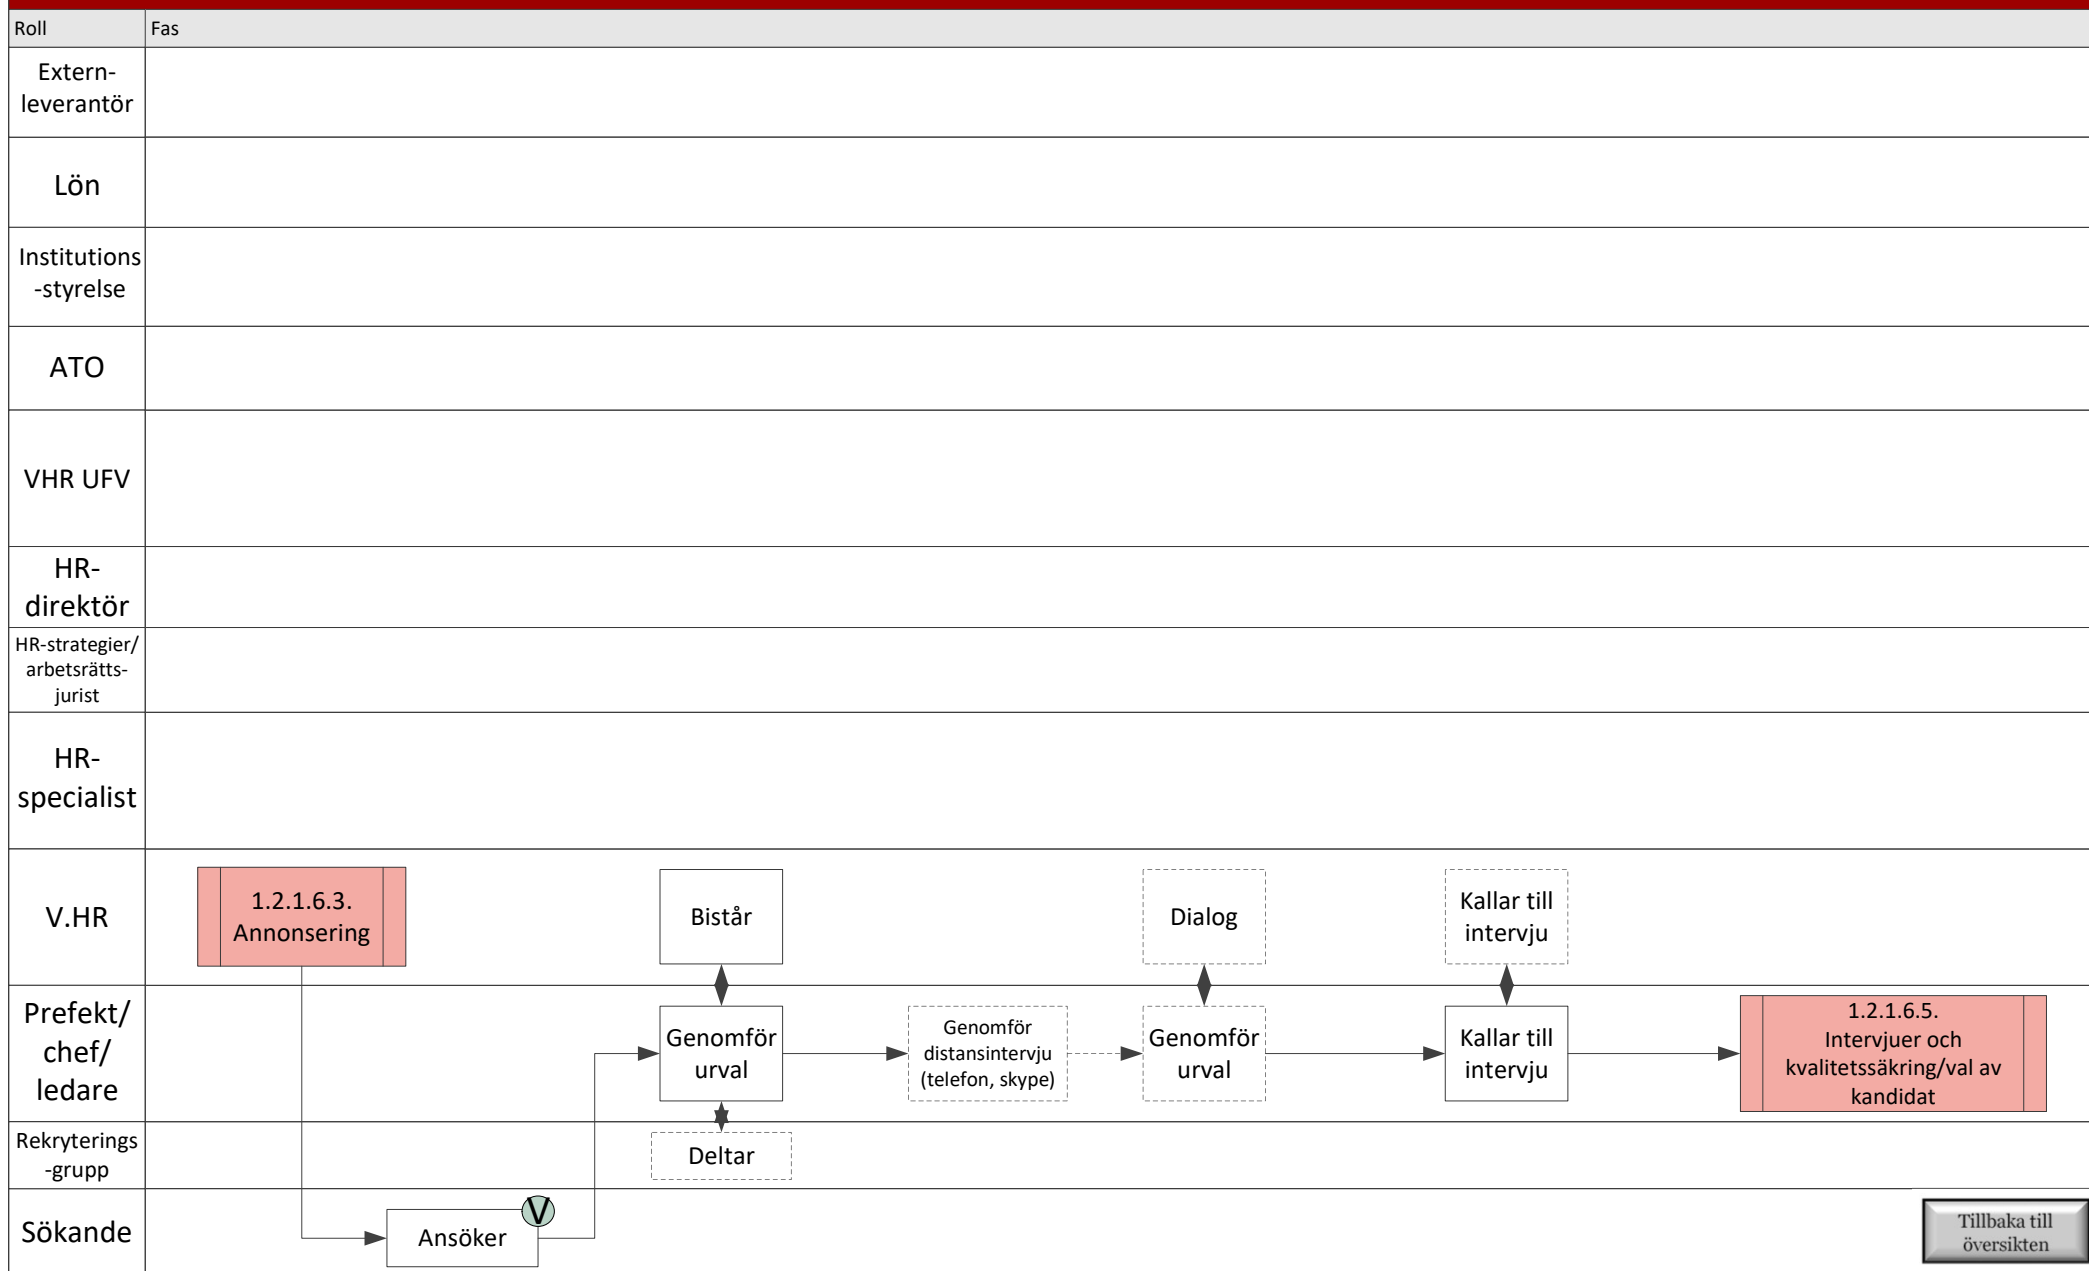 Roll
Fas
Extern-
leverantör
Lön
Institutions
-styrelse
ATO
VHR UFV
HR-
direktör
HR-strategier/
arbetsrätts-
jurist
HR-
specialist
V.HR
1.2.1.6.3.
Annonsering
Bistår
Dialog
Kallar till
intervju
Prefekt/
chef/
ledare
Genomför
urval
Genomför
distansintervju
(telefon, skype)
Genomför
urval
Kallar till
intervju
1.2.1.6.5.
Intervjuer och
kvalitetssäkring/val av
kandidat
Rekryterings
-grupp
Deltar
Sökande
Ansöker
V
Tillbaka till
översikten